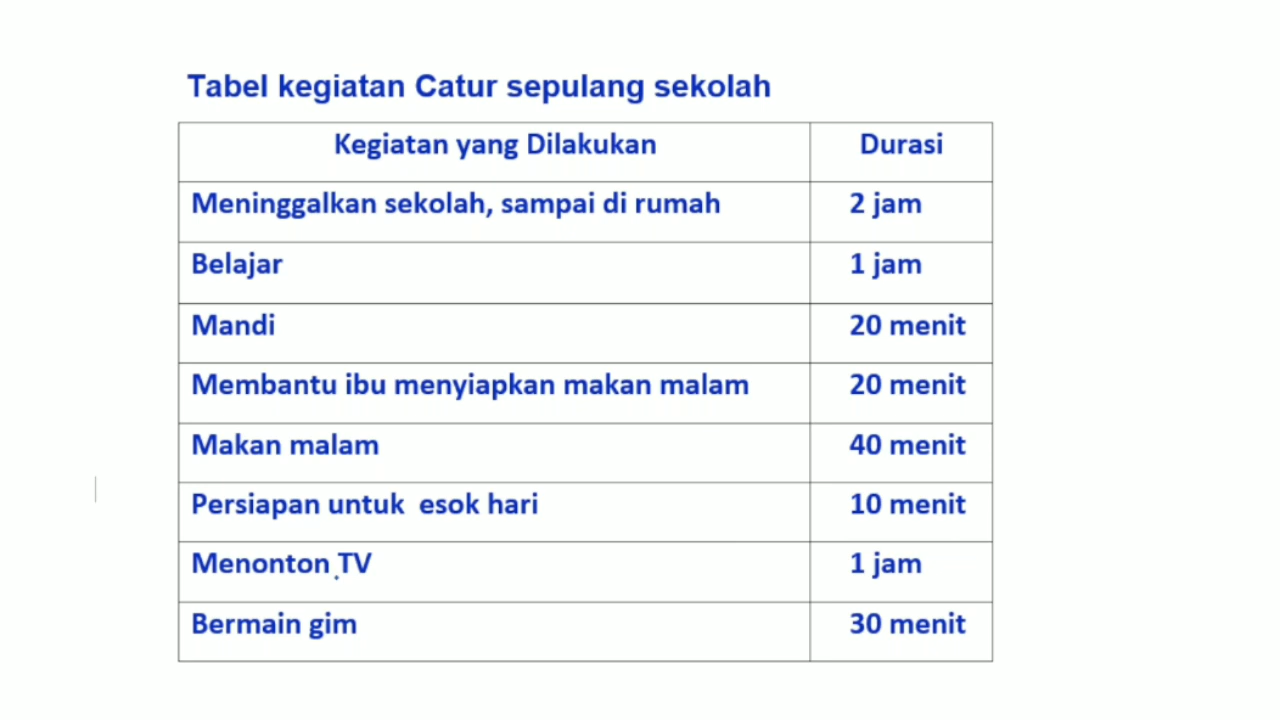 Tabel kegiatan Catur sepulang sekolah
Kegiatan yang Dilakukan Durasi
Meninggalkan sekolah, sampai di rumah 2 jam
Belajar 1 jam
Mandi 20 menit
Membantu ibu menyiapkan makan malam 20 menit
Makan malam 40 menit
Persiapan untuk esok hari 10 menit
Menonton TV 1 jam
Bermain gim 30 menit